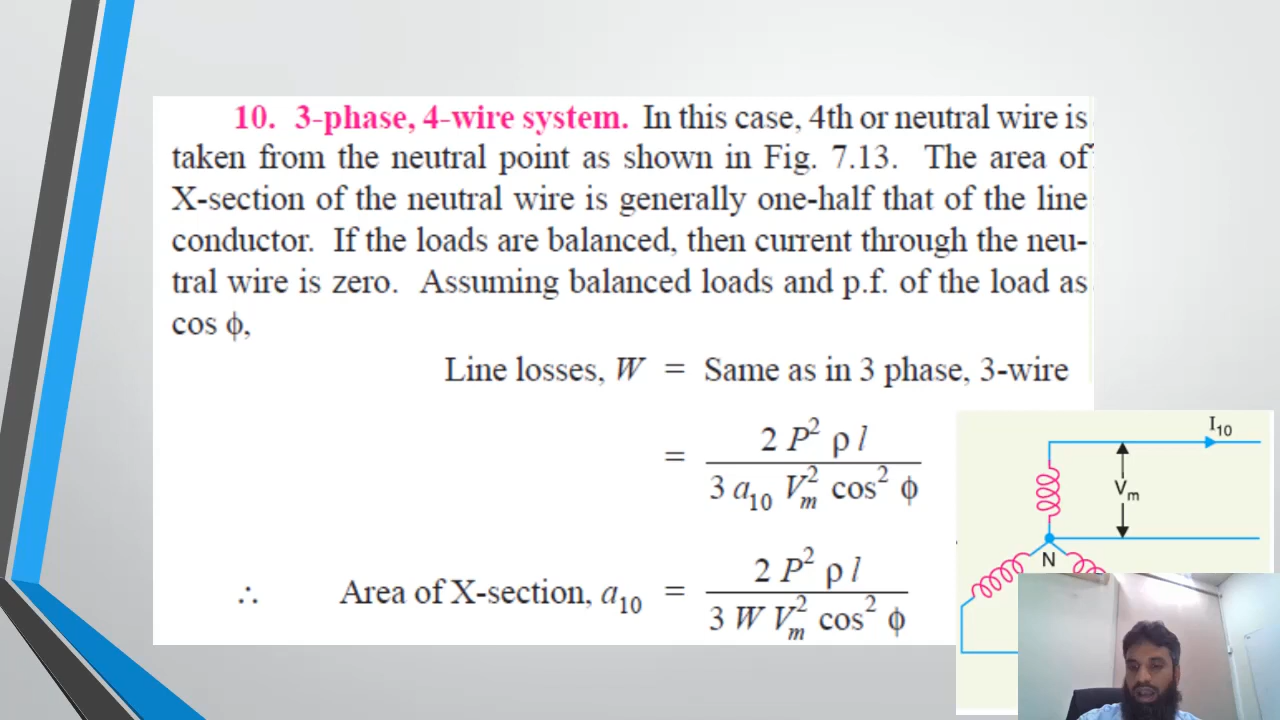 10. 3-phase, 4-wire system. In this case, 4th or neutral wire is
taken from the neutral point as shown in Fig. 7.13. The area of
X-section of the neutral wire is generally one-half that of the line
conductor. If the loads are balanced, then current through the neu-
tral wire is zero. Assuming balanced loads and p.f. of the load as
cos ϕ,
Line losses, W = Same as in 3 phase, 3-wire
= 2 P² ρ l / 3 a₁₀ Vₘ² cos² ϕ
∴ Area of X-section, a₁₀ = 2 P² ρ l / 3 W Vₘ² cos² ϕ
I₁₀
Vₘ
N